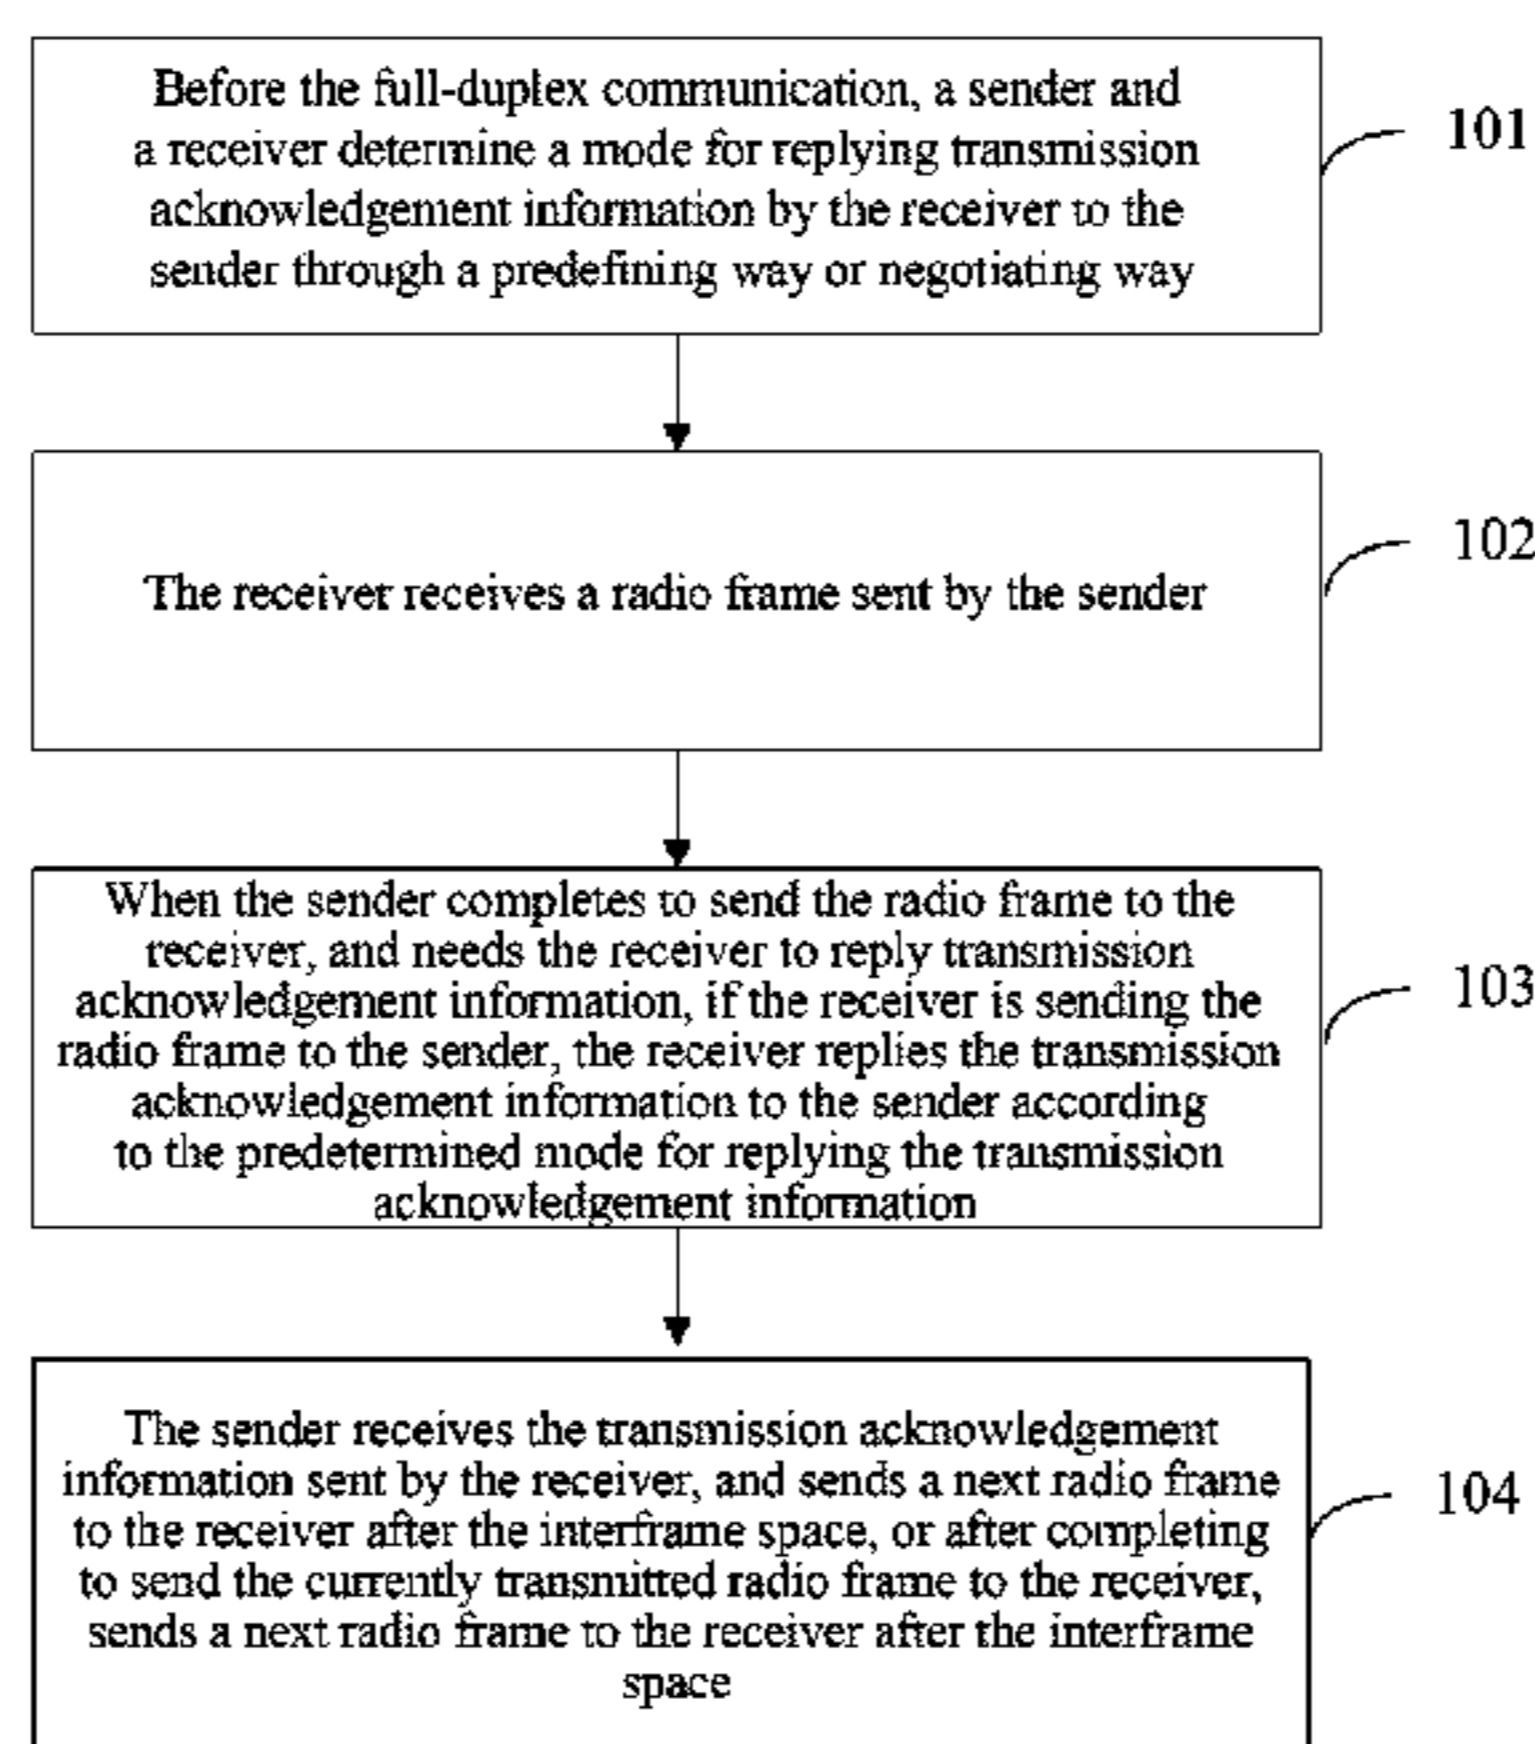 Before the full-duplex communication, a sender and
a receiver determine a mode for replying transmission
acknowledgement information by the receiver to the
sender through a predefining way or negotiating way
101
The receiver receives a radio frame sent by the sender
102
When the sender completes to send the radio frame to the
receiver, and needs the receiver to reply transmission
acknowledgement information, if the receiver is sending the
radio frame to the sender, the receiver replies the transmission
acknowledgement information to the sender according
to the predetermined mode for replying the transmission
acknowledgement information
103
The sender receives the transmission acknowledgement
information sent by the receiver, and sends a next radio frame
to the receiver after the interframe space, or after completing
to send the currently transmitted radio frame to the receiver,
sends a next radio frame to the receiver after the interframe
space
104